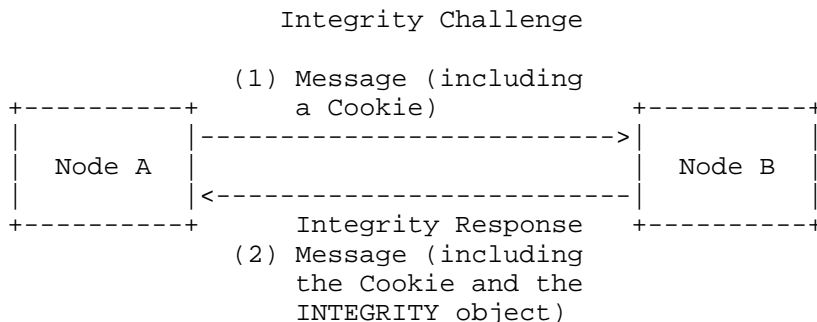 Integrity Challenge
(1) Message (including
a Cookie)
Node A
Node B
Integrity Response
(2) Message (including
the Cookie and the
INTEGRITY object)